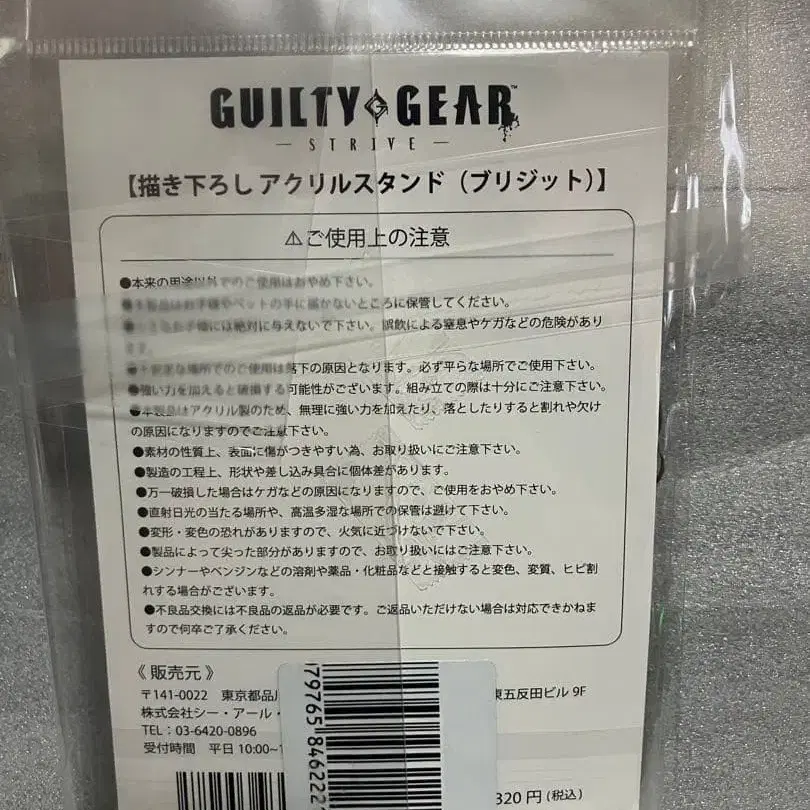 GUILTY GEAR™
— STRIVE —
【描き下ろし アクリルスタンド（ブリジット）】
⚠ご使用上の注意
●本来の用途以外でのご使用はおやめ下さい。
●本製品はお子様やペットの手に届かないところに保管してください。
お子様には絶対に与えないで下さい。誤飲による窒息やケガなどの危険があり
ます。
●不安定な場所でのご使用は落下の原因となります。必ず平らな場所でご使用下さい。
●強い力を加えると破損する可能性がございます。組み立ての際は十分にご注意下さい。
●本製品はアクリル製のため、無理に強い力を加えたり、落としたりすると割れや欠け
の原因になりますのでご注意下さい。
●素材の性質上、表面に傷がつきやすい為、お取り扱いにご注意下さい。
●製造の工程上、形状や差し込み具合に個体差があります。
●万一破損した場合はケガなどの原因になりますので、ご使用をおやめ下さい。
●直射日光の当たる場所や、高温多湿な場所での保管は避けて下さい。
●変形・変色の恐れがありますので、火気に近づけないで下さい。
●製品によって尖った部分がありますので、お取り扱いにはご注意下さい。
●シンナーやベンジンなどの溶剤や薬品・化粧品などと接触すると変色、変質、ヒビ割
れする場合がございます。
●不良品交換には不良品の返品が必要です。ご返品いただけない場合は対応できかねま
すので何卒ご了承ください。
《 販売元 》
〒141-0022 東京都品 東五反田ビル 9F
株式会社シー・アール・
TEL：03-6420-0896
受付時間 平日 10:00~1
79765846222
320 円（税込）